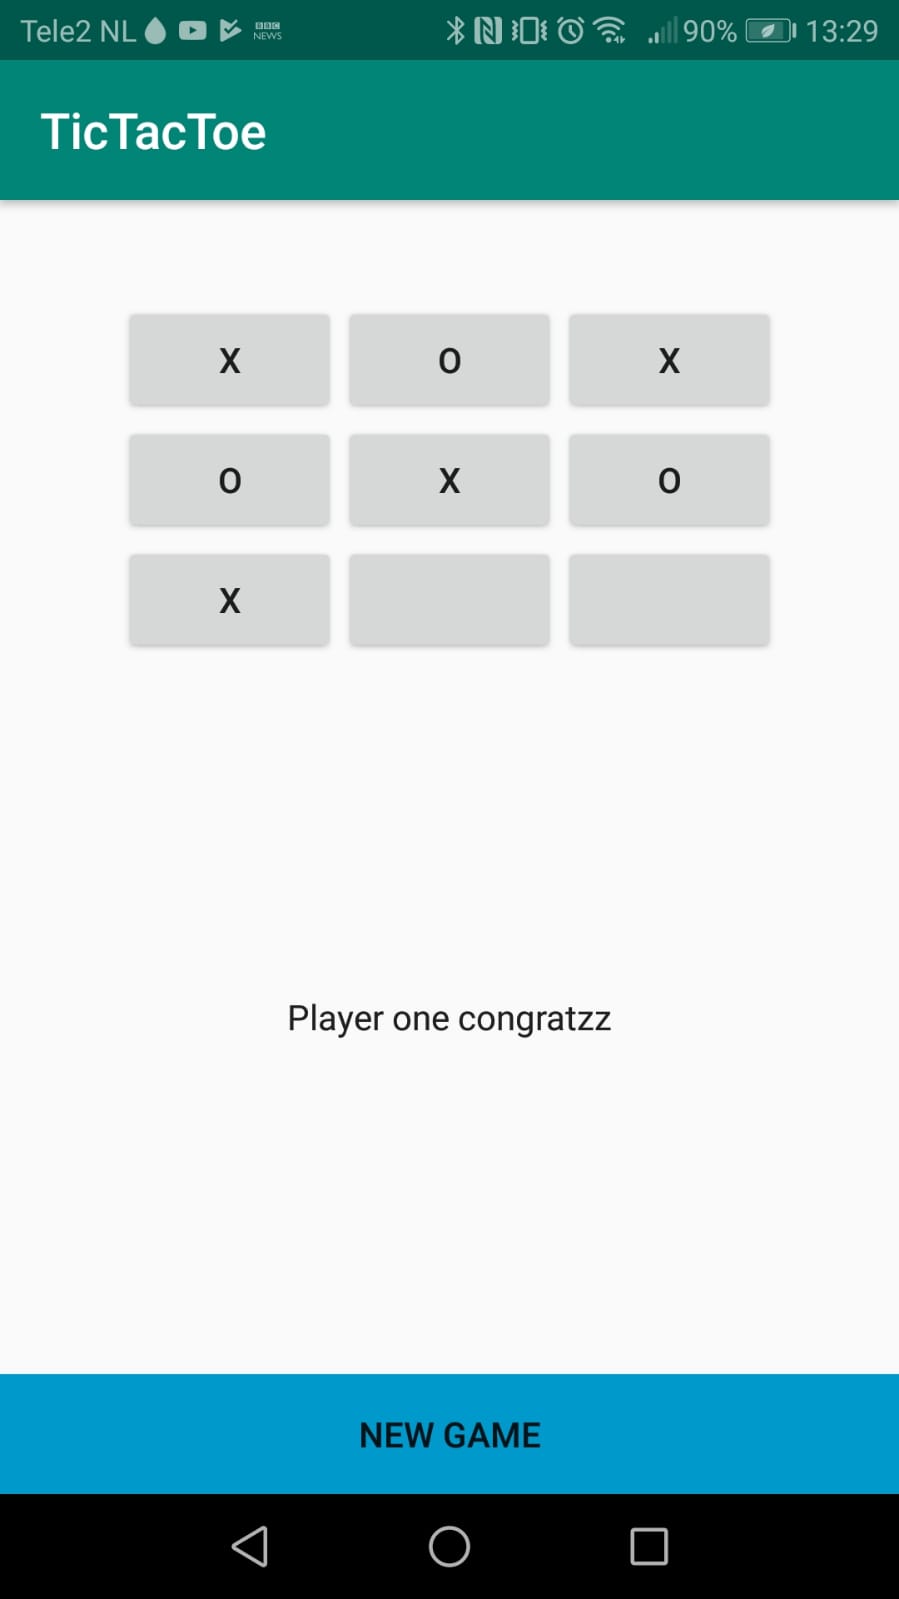 Tele2 NL BBC NEWS 90% 13:29
TicTacToe
X O X
O X O
X
Player one congratzz
NEW GAME